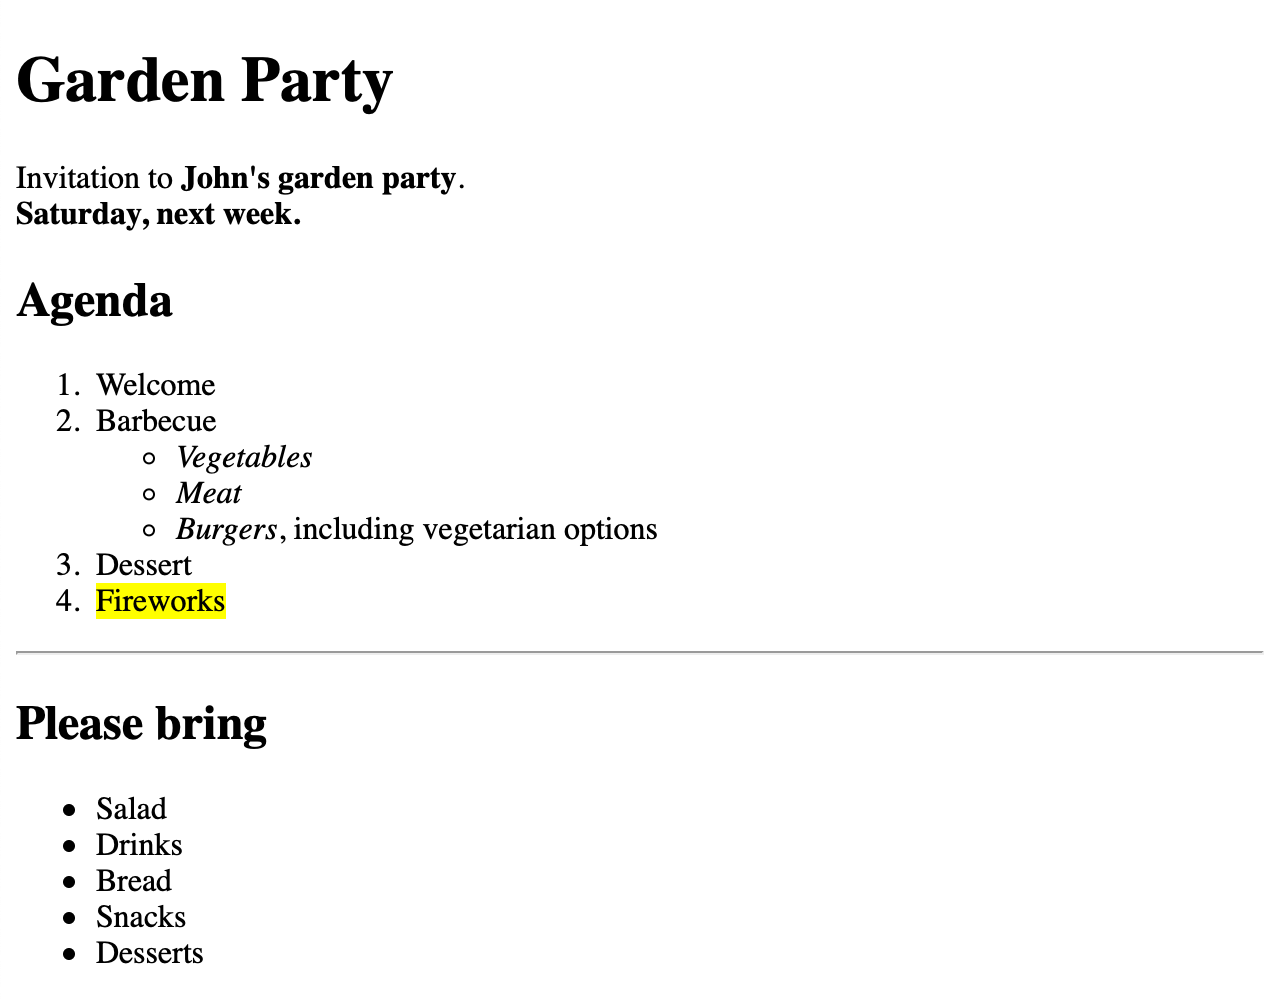 Garden Party
Invitation to John's garden party.
Saturday, next week.
Agenda
1. Welcome
2. Barbecue
Vegetables
Meat
Burgers, including vegetarian options
3. Dessert
4. Fireworks
Please bring
Salad
Drinks
Bread
Snacks
Desserts